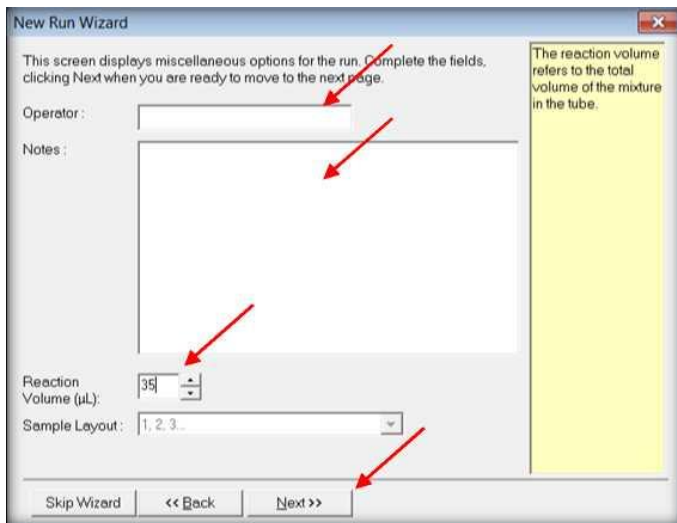 New Run Wizard
This screen displays miscellaneous options for the run. Complete the fields,
clicking Next when you are ready to move to the next page.
The reaction volume
refers to the total
volume of the mixture
in the tube.
Operator :
Notes :
Reaction
Volume (µL):
35
Sample Layout :
1, 2, 3...
Skip Wizard
<< Back
Next >>